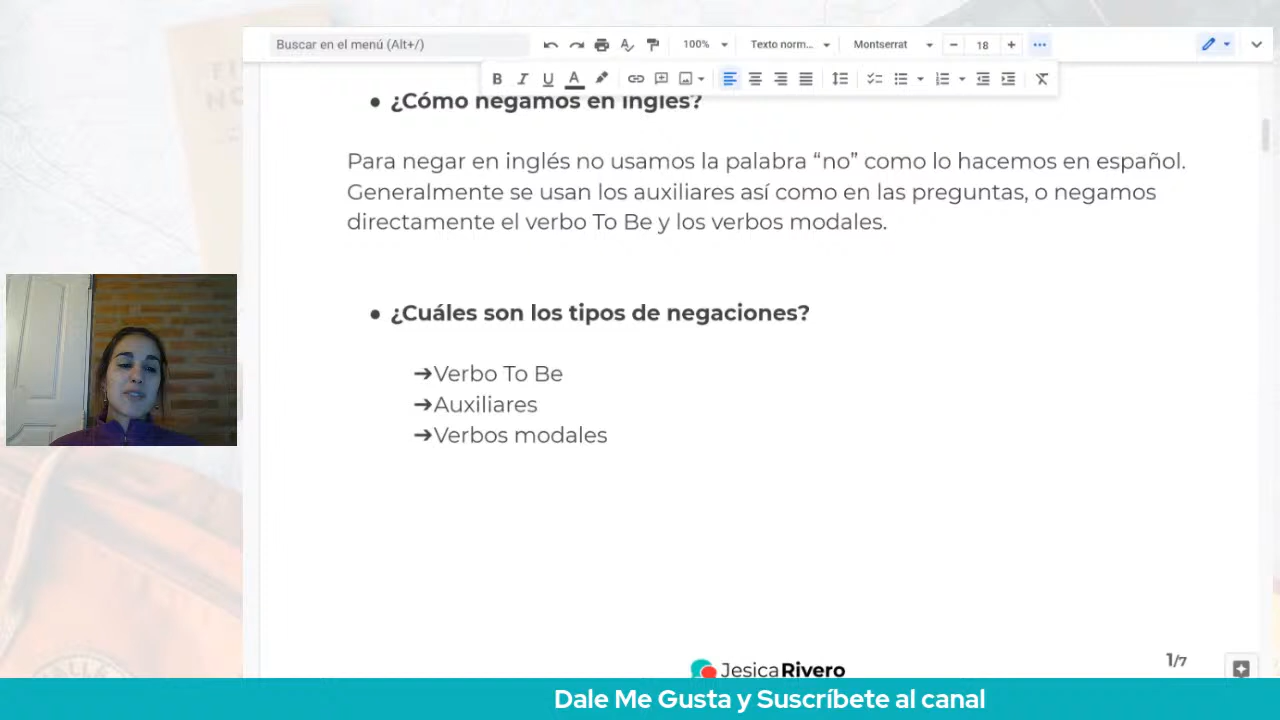 Buscar en el menú (Alt+/)
100%
Texto norm...
Montserrat
18
B I U A
● ¿Cómo negamos en inglés?
Para negar en inglés no usamos la palabra “no” como lo hacemos en español.
Generalmente se usan los auxiliares así como en las preguntas, o negamos
directamente el verbo To Be y los verbos modales.
● ¿Cuáles son los tipos de negaciones?
➔Verbo To Be
➔Auxiliares
➔Verbos modales
JesicaRivero
1/7
Dale Me Gusta y Suscríbete al canal